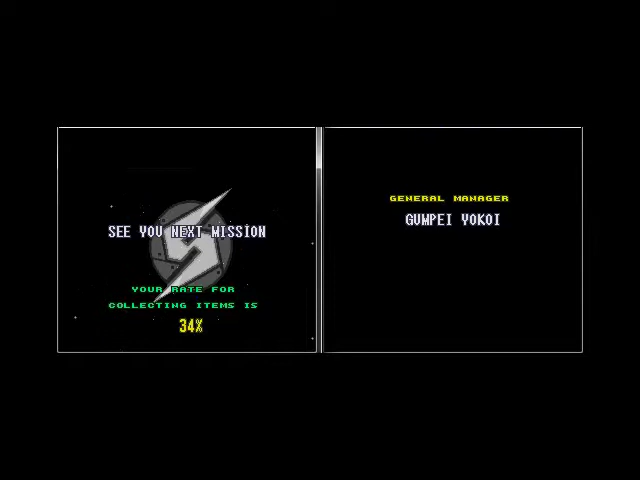 SEE YOU NEXT MISSION
YOUR RATE FOR
COLLECTING ITEMS IS
34%
GENERAL MANAGER
GUMPEI YOKOI